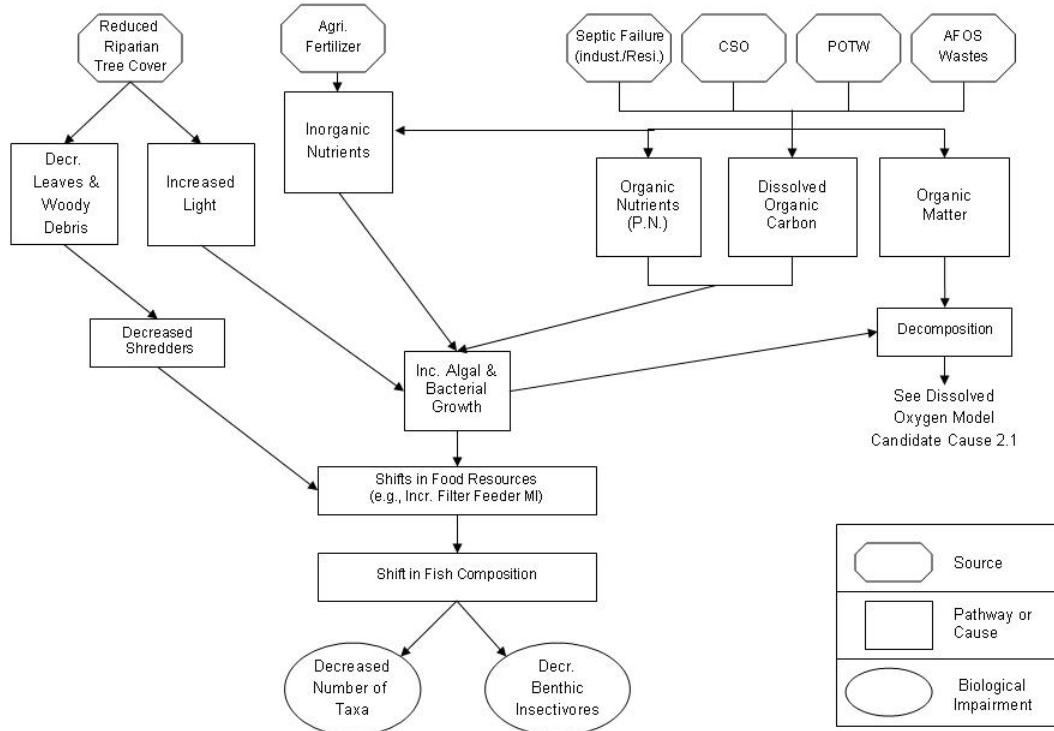 Reduced
Riparian
Tree Cover
Agri.
Fertilizer
Septic Failure
(indust./Resi.)
CSO
POTW
AFOS
Wastes
Decr.
Leaves &
Woody
Debris
Increased
Light
Inorganic
Nutrients
Organic
Nutrients
(P.N.)
Dissolved
Organic
Carbon
Organic
Matter
Decreased
Shredders
Inc. Algal &
Bacterial
Growth
Decomposition
See Dissolved
Oxygen Model
Candidate Cause 2.1
Shifts in Food Resources
(e.g., Incr. Filter Feeder MI)
Shift in Fish Composition
Decreased
Number of
Taxa
Decr.
Benthic
Insectivores
Source
Pathway or
Cause
Biological
Impairment